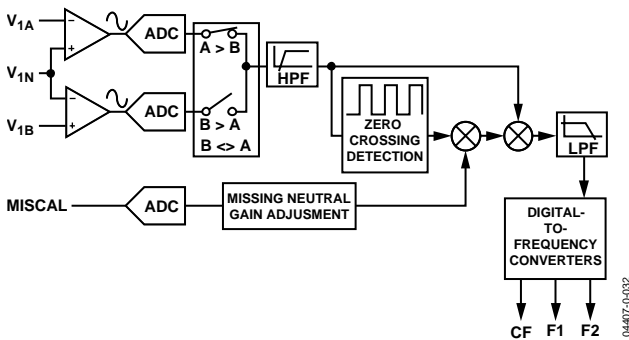 V1A
–
+
ADC
A > B
V1N
HPF
–
+
ADC
V1B
B > A
B <> A
ZERO
CROSSING
DETECTION
LPF
MISCAL
ADC
MISSING NEUTRAL
GAIN ADJUSMENT
DIGITAL-
TO-
FREQUENCY
CONVERTERS
CF F1 F2
04407-0-032